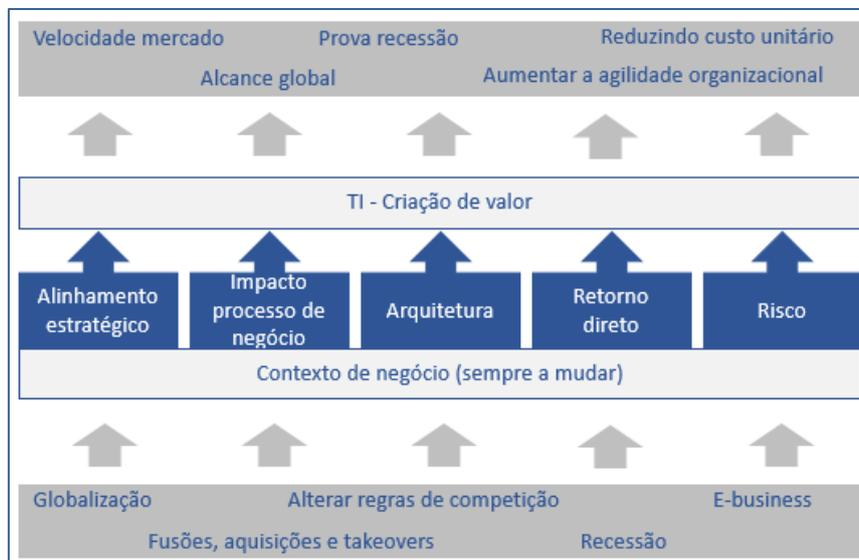 Velocidade mercado
Prova recessão
Reduzindo custo unitário
Alcance global
Aumentar a agilidade organizacional
TI - Criação de valor
Alinhamento
estratégico
Impacto
processo de
negócio
Arquitetura
Retorno
direto
Risco
Contexto de negócio (sempre a mudar)
Globalização
Alterar regras de competição
E-business
Fusões, aquisições e takeovers
Recessão